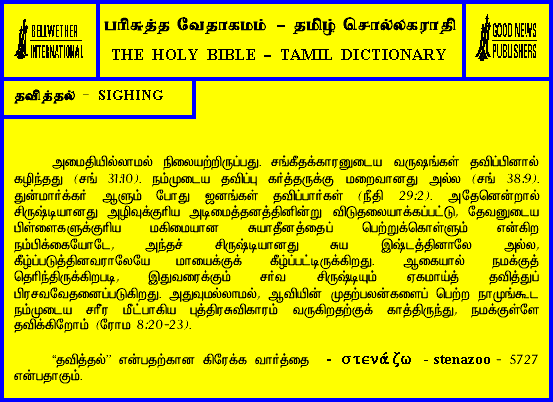 BELLWETHER
INTERNATIONAL
பரிசுத்த வேதாகமம் - தமிழ் சொல்லகராதி
THE HOLY BIBLE – TAMIL DICTIONARY
GOOD NEWS
PUBLISHERS
தவித்தல் - SIGHING
அமைதியில்லாமல் நிலையற்றிருப்பது. சங்கீதக்காரனுடைய வருஷங்கள் தவிப்பினால்
கழிந்தது (சங் 31:10). நம்முடைய தவிப்பு கர்த்தருக்கு மறைவானது அல்ல (சங் 38:9).
துன்மார்க்கர் ஆளும் போது ஜனங்கள் தவிப்பார்கள் (நீதி 29:2). அதேனென்றால்
சிருஷ்டியானது அழிவுக்குரிய அடிமைத்தனத்தினின்று விடுதலையாக்கப்பட்டு, தேவனுடைய
பிள்ளைகளுக்குரிய மகிமையான சுயாதீனத்தைப் பெற்றுக்கொள்ளும் என்கிற
நம்பிக்கையோடே, அந்தச் சிருஷ்டியானது சுய இஷ்டத்தினாலே அல்ல,
கீழ்ப்படுத்தினவராலேயே மாயைக்குக் கீழ்ப்பட்டிருக்கிறது. ஆகையால் நமக்குத்
தெரிந்திருக்கிறபடி, இதுவரைக்கும் சர்வ சிருஷ்டியும் ஏகமாய்த் தவித்துப்
பிரசவவேதனைப்படுகிறது. அதுவுமல்லாமல், ஆவியின் முதற்பலன்களைப் பெற்ற நாமுங்கூட
நம்முடைய சரீர மீட்பாகிய புத்திரசுவிகாரம் வருகிறதற்குக் காத்திருந்து, நமக்குள்ளே
தவிக்கிறோம் (ரோம 8:20-23).
“தவித்தல்” என்பதற்கான கிரேக்க வார்த்தை - στενάζω - stenazoo - 5727
என்பதாகும்.